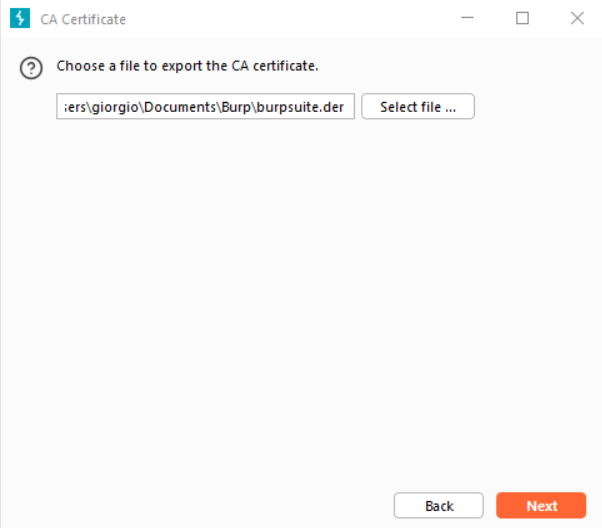 CA Certificate
Choose a file to export the CA certificate.
ers\giorgio\Documents\Burp\burpsuite.der
Select file ...
Back
Next